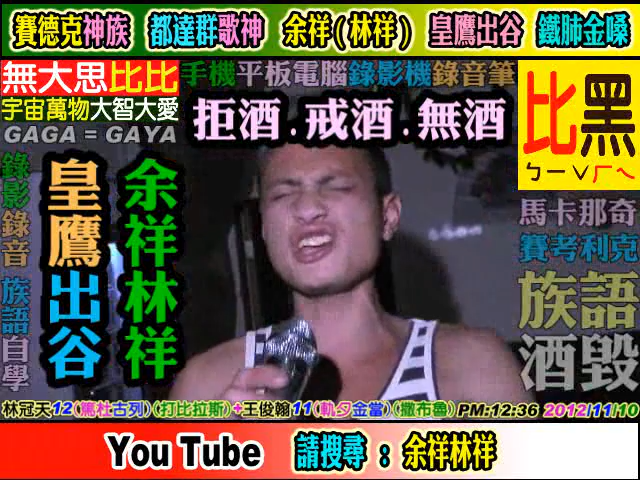 賽德克神族 都達群歌神 余祥(林祥) 皇鷹出谷 鐵肺金嗓
無大思比比
宇宙萬物大智大愛
GAGA = GAYA
手機平板電腦錄影機錄音筆
拒酒.戒酒.無酒
比黑
ㄅㄧˇㄏㄟ
錄影錄音 族語自學
皇鷹出谷
余祥林祥
馬卡那奇
賽考利克
族語
酒毀
林冠天12(篤杜古列)(打比拉斯)+王俊翰11(軌夕金當)(撒布魯)PM:12:36 2012/11/10
You Tube 請搜尋 : 余祥林祥